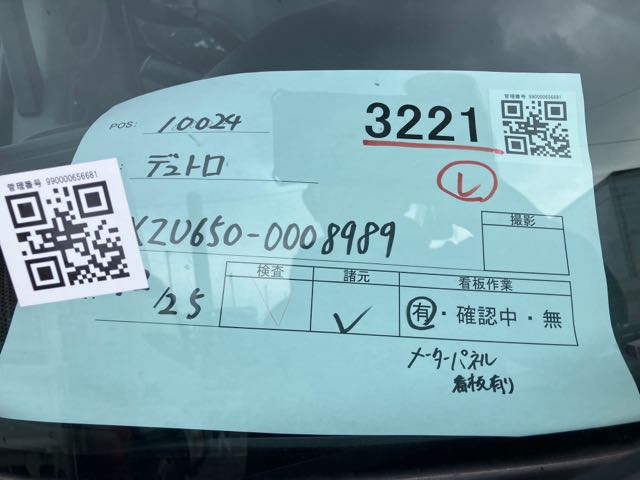 POS: 10024
3221
管理番号 990000656681
デュトロ
レ
管理番号 990000656681
XZU650-0008989
撮影
検査 諸元 看板作業
/25
有・確認中・無
メーターパネル
看板有り